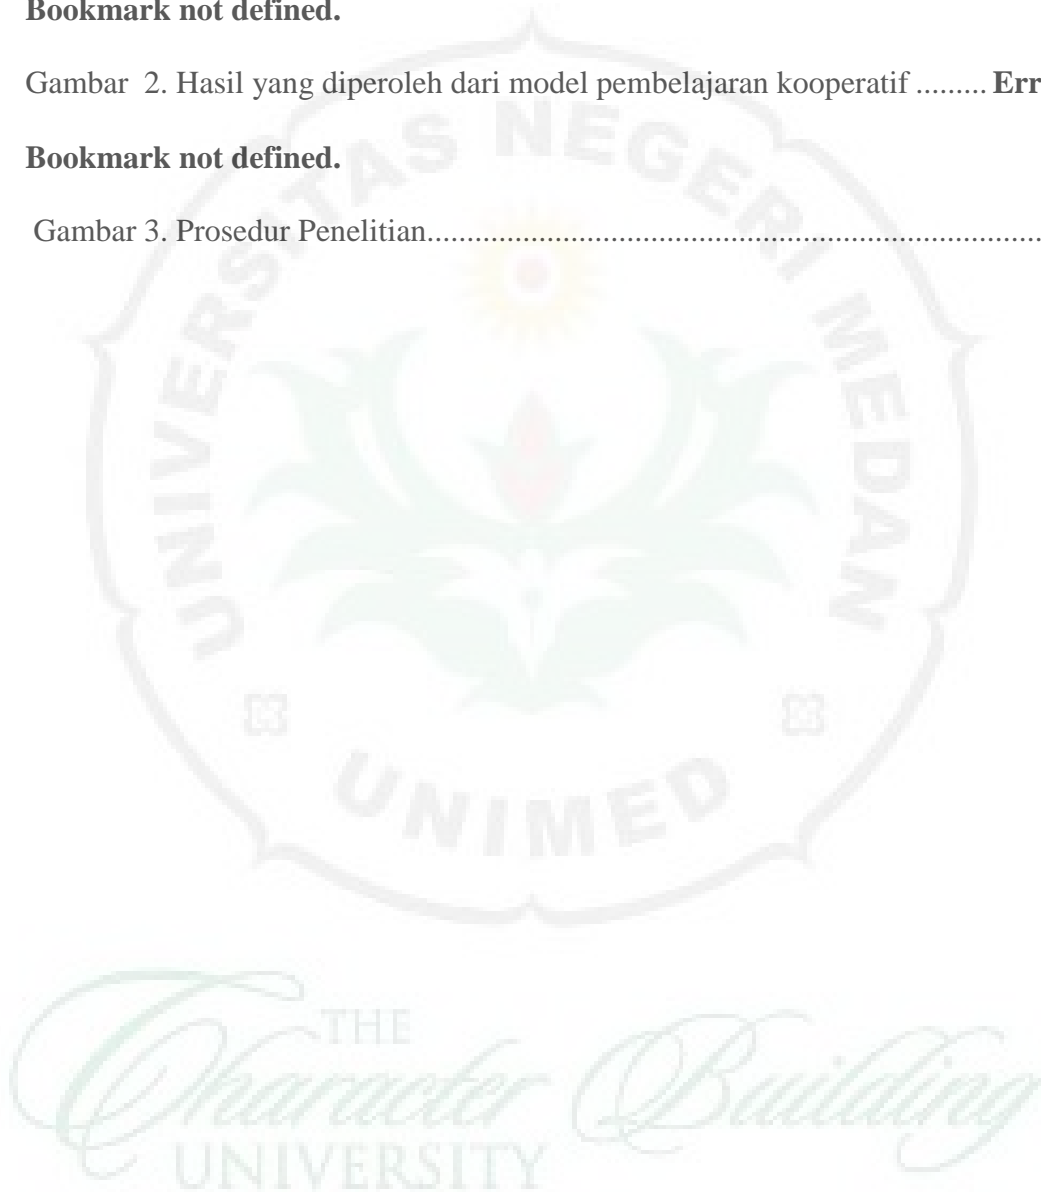 Bookmark not defined.
Gambar  2. Hasil yang diperoleh dari model pembelajaran kooperatif ......... Err
Bookmark not defined.
Gambar 3. Prosedur Penelitian..............................................................................
UNIVERSITAS NEGERI MEDAN
UNIMED
THE
Character Building
UNIVERSITY